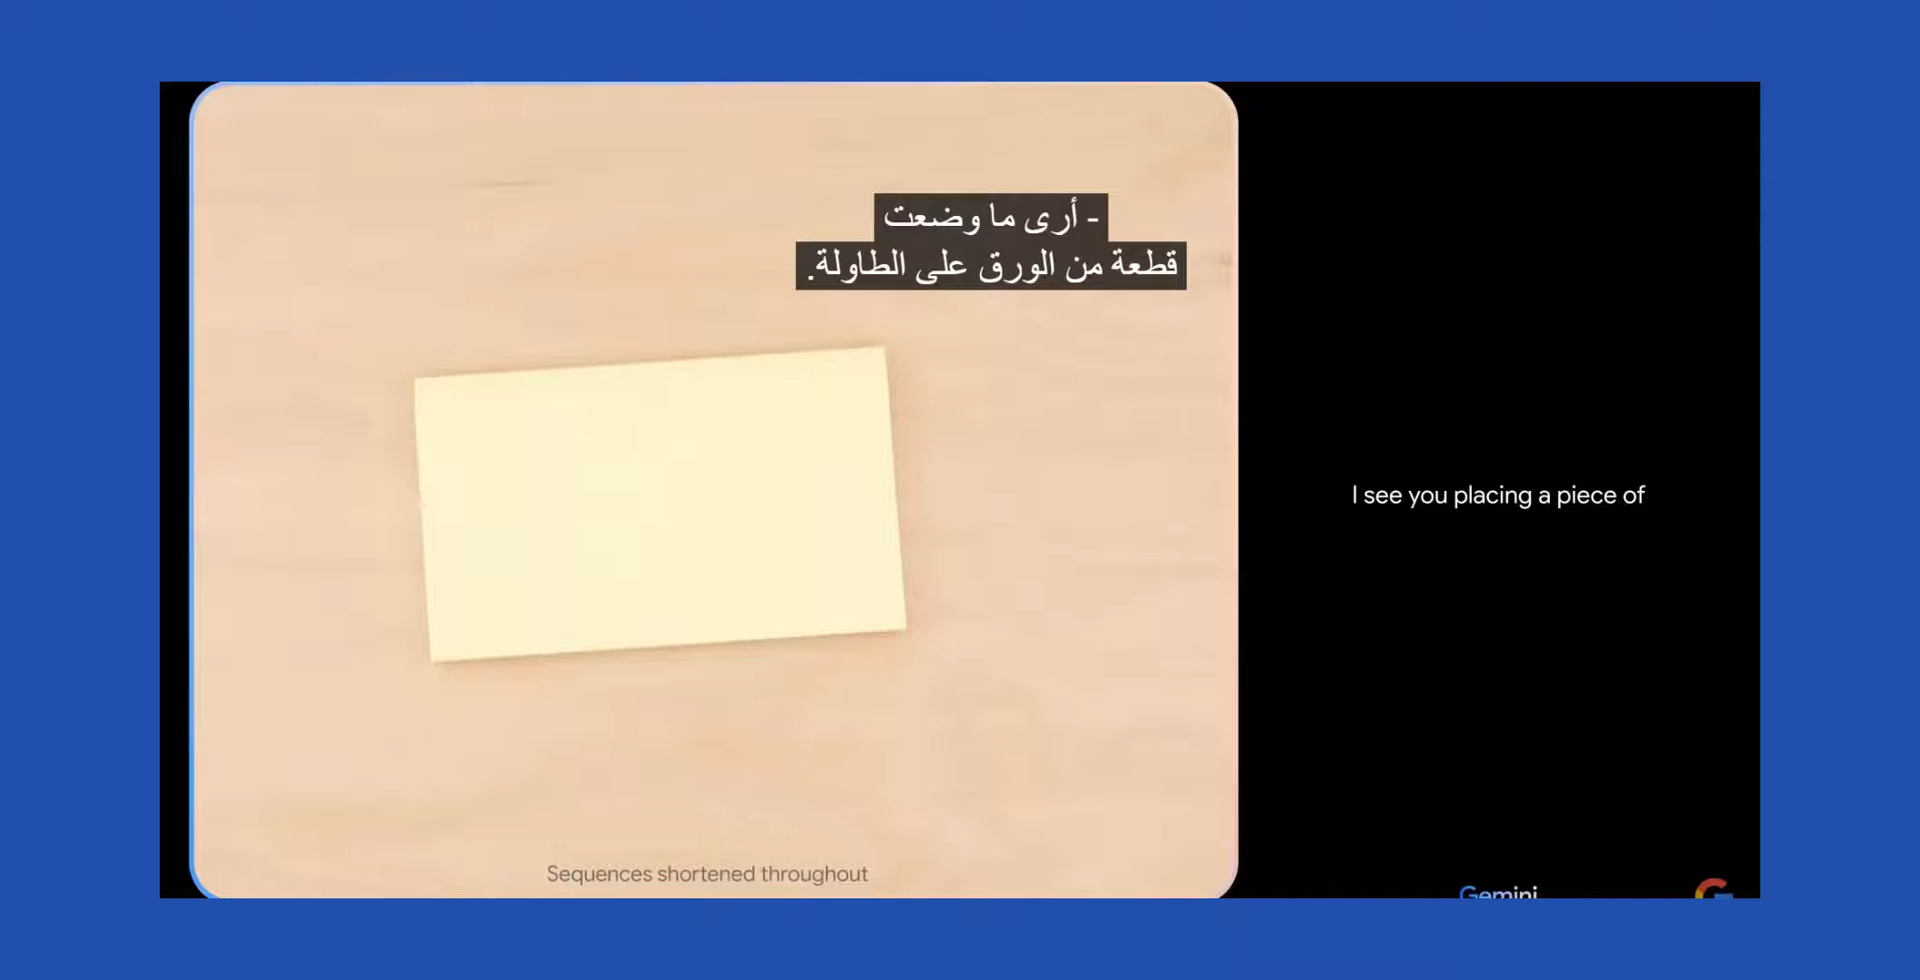 - أرى ما وضعت
قطعة من الورق على الطاولة.
I see you placing a piece of
Sequences shortened throughout
Gemini